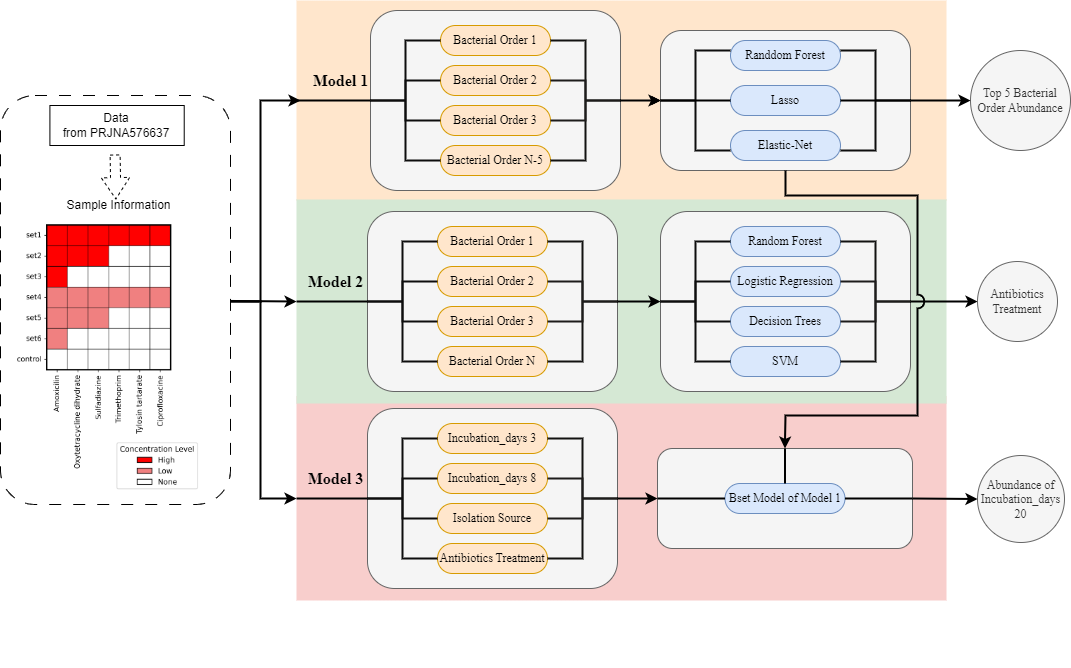 Data
from PRJNA576637
Sample Information
set1
set2
set3
set4
set5
set6
control
Amoxicilin
Oxytetracycline dihydrate
Sulfadiazine
Trimethoprim
Tylosin tartarate
Ciprofloxacine
Concentration Level
High
Low
None
Model 1
Bacterial Order 1
Bacterial Order 2
Bacterial Order 3
Bacterial Order N-5
Randdom Forest
Lasso
Elastic-Net
Top 5 Bacterial
Order Abundance
Model 2
Bacterial Order 1
Bacterial Order 2
Bacterial Order 3
Bacterial Order N
Random Forest
Logistic Regression
Decision Trees
SVM
Antibiotics
Treatment
Model 3
Incubation_days 3
Incubation_days 8
Isolation Source
Antibiotics Treatment
Bset Model of Model 1
Abundance of
Incubation_days
20